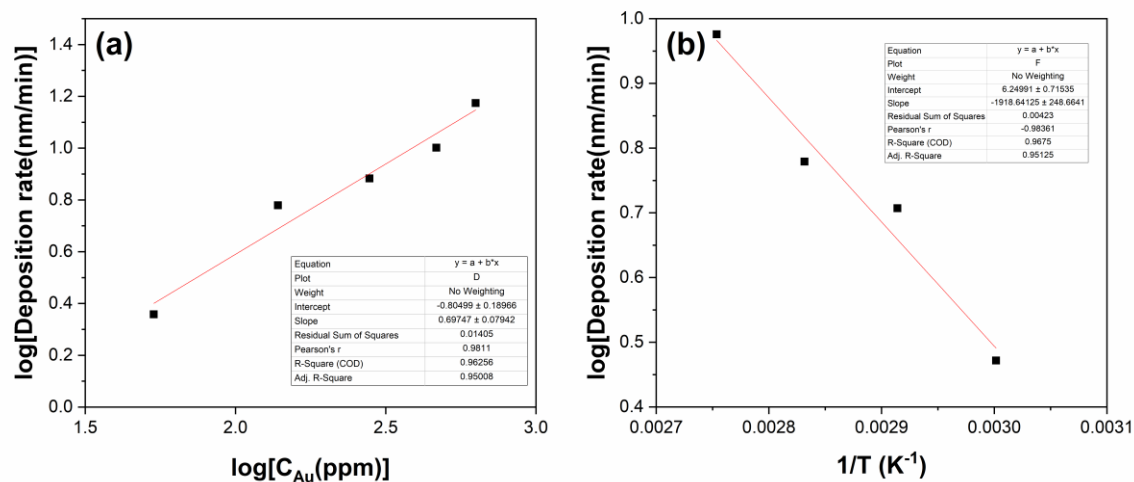 (a)
log[Deposition rate(nm/min)]
1.4
1.2
1.0
0.8
0.6
0.4
0.2
0.0
Equation y = a + b*x
Plot D
Weight No Weighting
Intercept -0.80499 ± 0.18966
Slope 0.69747 ± 0.07942
Residual Sum of Squares 0.01405
Pearson's r 0.9811
R-Square (COD) 0.96256
Adj. R-Square 0.95008
1.5 2.0 2.5 3.0
log[C_Au(ppm)]
(b)
log[Deposition rate(nm/min)]
1.0
0.9
0.8
0.7
0.6
0.5
0.4
Equation y = a + b*x
Plot F
Weight No Weighting
Intercept 6.24991 ± 0.71535
Slope -1918.64125 ± 248.6641
Residual Sum of Squares 0.00423
Pearson's r -0.98361
R-Square (COD) 0.9675
Adj. R-Square 0.95125
0.0027 0.0028 0.0029 0.0030 0.0031
1/T (K⁻¹)